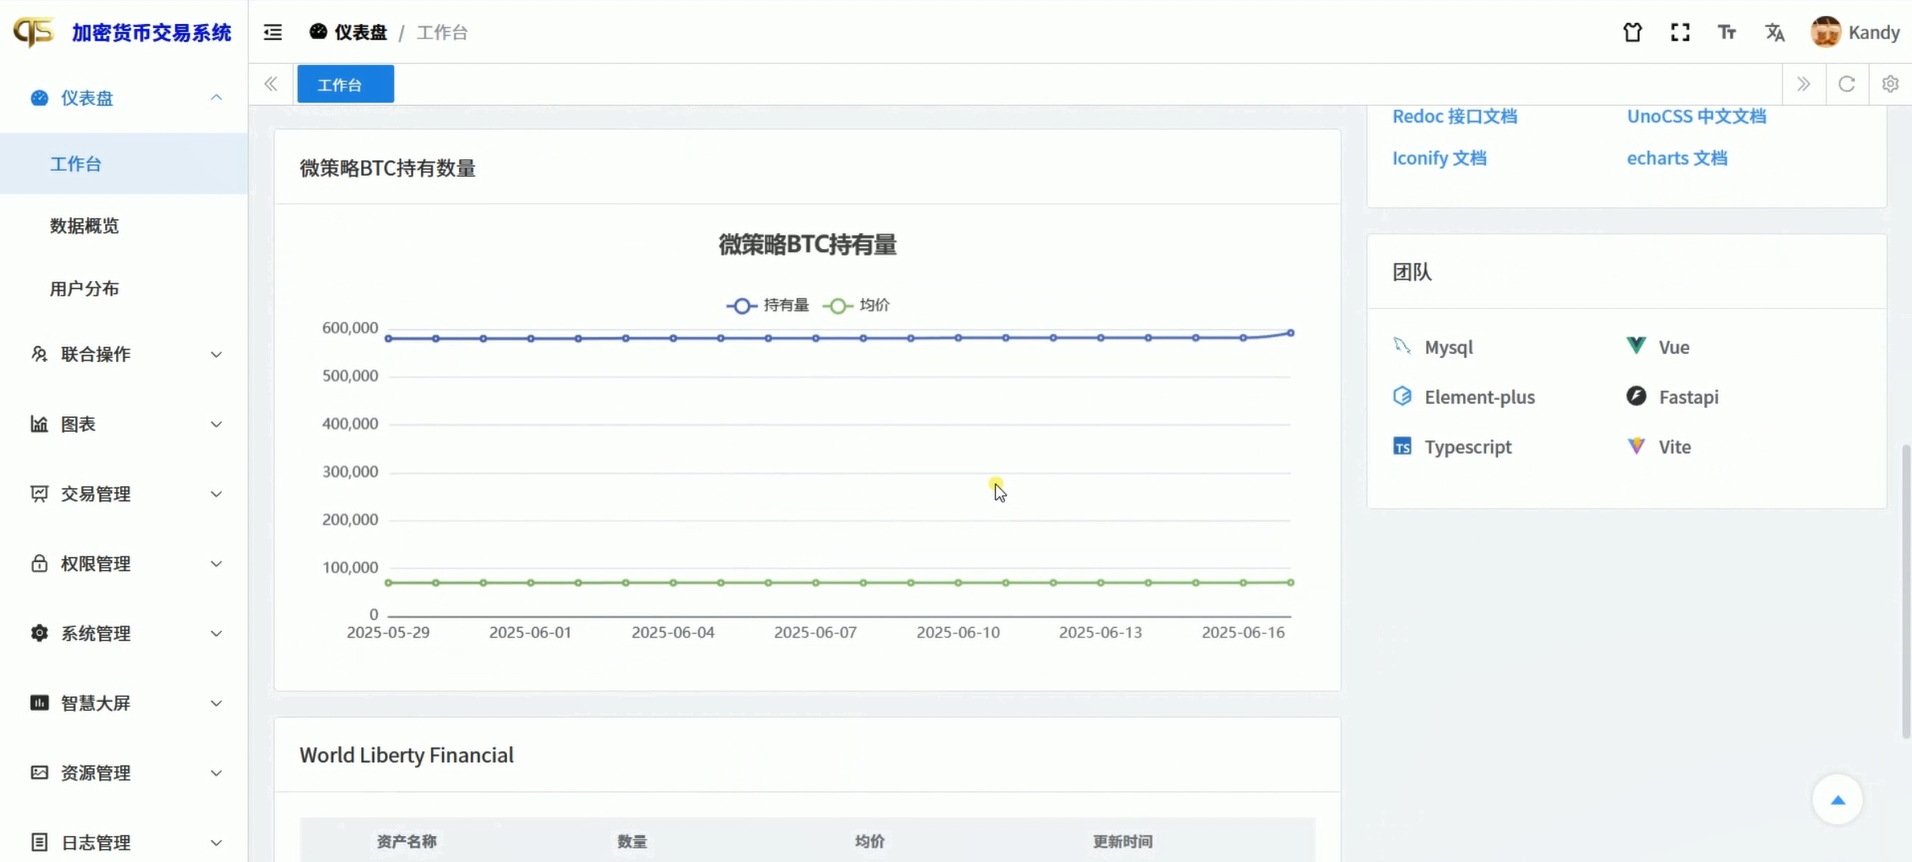 加密货币交易系统
仪表盘 / 工作台
Kandy
仪表盘
工作台
数据概览
用户分布
联合操作
图表
交易管理
权限管理
系统管理
智慧大屏
资源管理
日志管理
工作台
微策略BTC持有数量
微策略BTC持有量
持有量 均价
600,000
500,000
400,000
300,000
200,000
100,000
0
2025-05-29 2025-06-01 2025-06-04 2025-06-07 2025-06-10 2025-06-13 2025-06-16
World Liberty Financial
资产名称 数量 均价 更新时间
Redoc 接口文档 UnoCSS 中文文档
Iconify 文档 echarts 文档
团队
Mysql Vue
Element-plus Fastapi
TS Typescript Vite